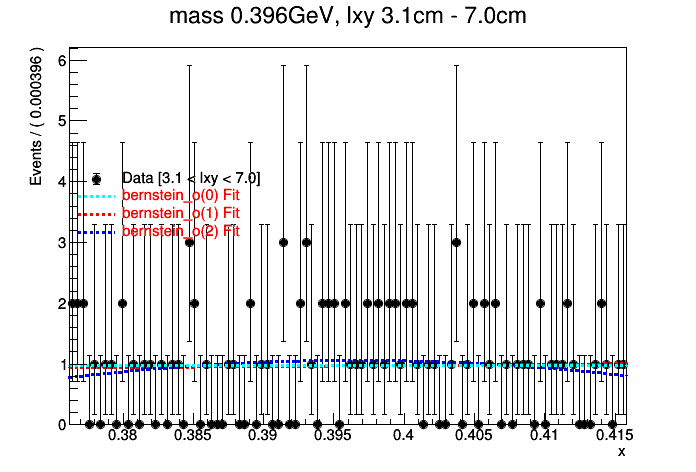 mass 0.396GeV, lxy 3.1cm - 7.0cm
Events / ( 0.000396 )
6
5
4
3
2
1
0
Data [3.1 < lxy < 7.0]
bernstein_o(0) Fit
bernstein_o(1) Fit
bernstein_o(2) Fit
0.38 0.385 0.39 0.395 0.4 0.405 0.41 0.415
x